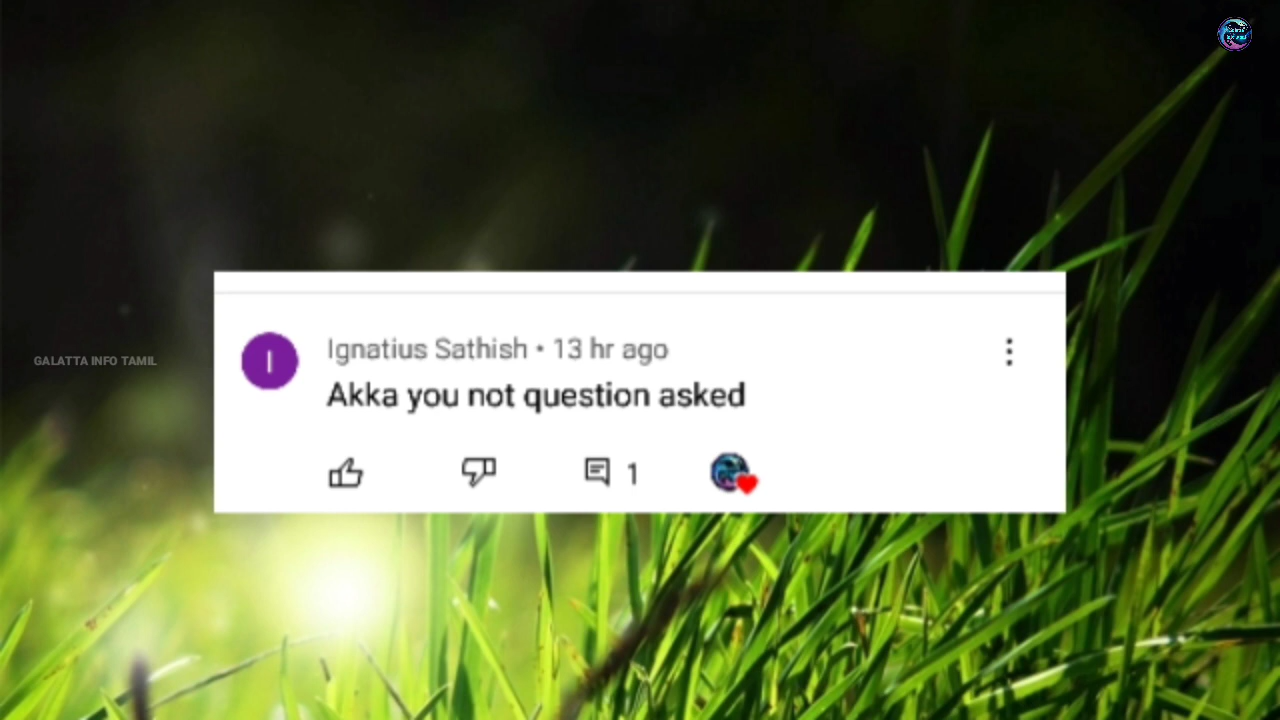 GALATTA INFO TAMIL
I
Ignatius Sathish • 13 hr ago
Akka you not question asked
1